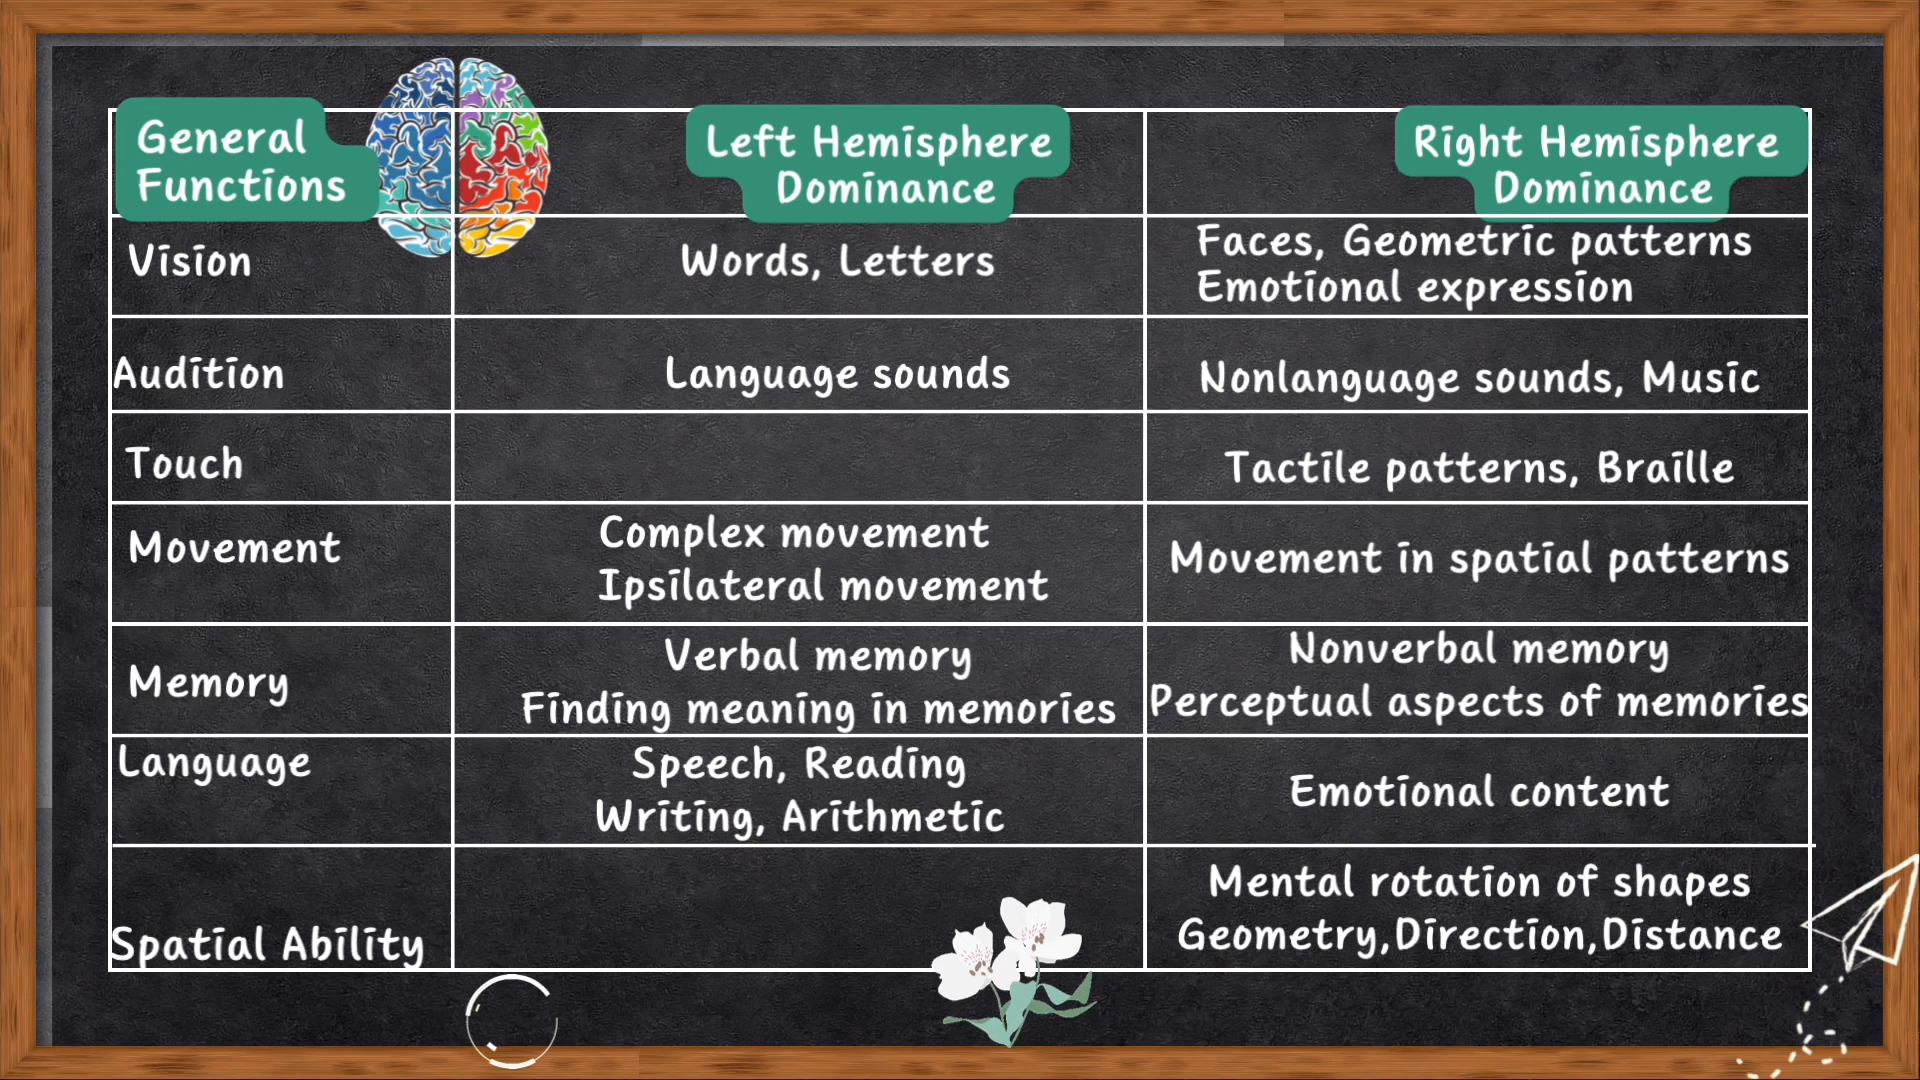 General
Functions
Left Hemisphere
Dominance
Right Hemisphere
Dominance
Vision
Words, Letters
Faces, Geometric patterns
Emotional expression
Audition
Language sounds
Nonlanguage sounds, Music
Touch
Tactile patterns, Braille
Movement
Complex movement
Ipsilateral movement
Movement in spatial patterns
Memory
Verbal memory
Finding meaning in memories
Nonverbal memory
Perceptual aspects of memories
Language
Speech, Reading
Writing, Arithmetic
Emotional content
Spatial Ability
Mental rotation of shapes
Geometry,Direction,Distance